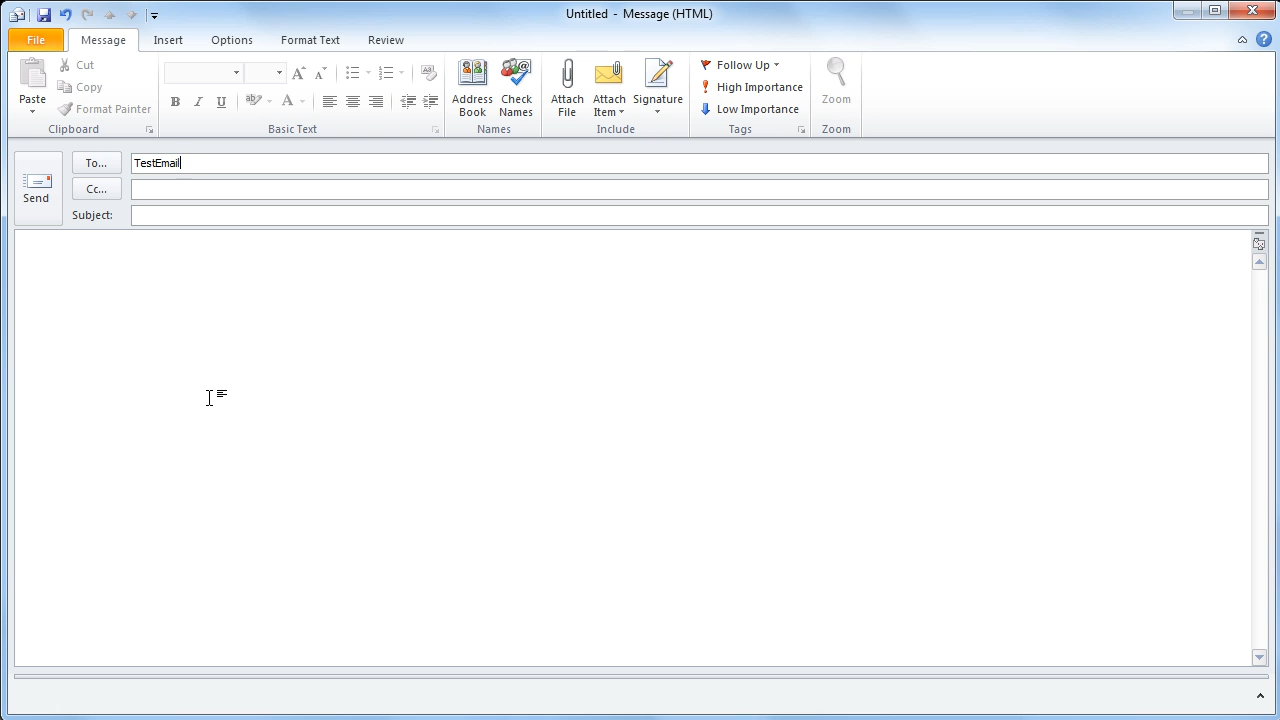 Untitled - Message (HTML)
File Message Insert Options Format Text Review
Paste
Cut
Copy
Format Painter
Clipboard
B I U ab A
Basic Text
Address Book
Check Names
Names
Attach File
Attach Item
Signature
Include
Follow Up
High Importance
Low Importance
Tags
Zoom
Zoom
Send
To... TestEmail
Cc...
Subject: